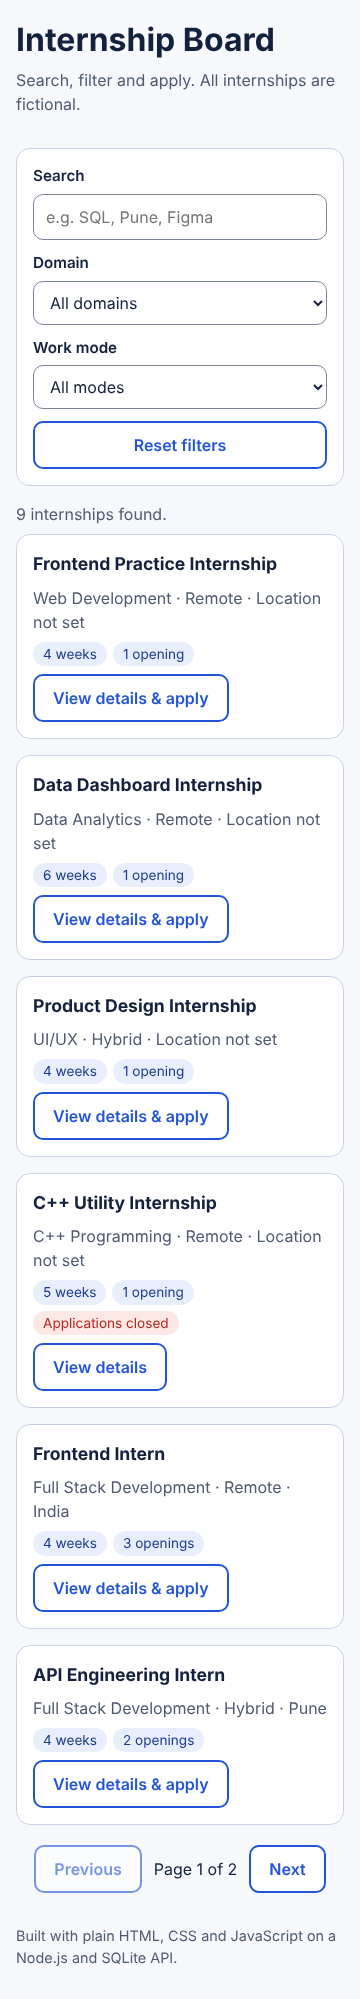 Internship Board
Search, filter and apply. All internships are
fictional.
Search
e.g. SQL, Pune, Figma
Domain
All domains
Work mode
All modes
Reset filters
9 internships found.
Frontend Practice Internship
Web Development · Remote · Location
not set
4 weeks 1 opening
View details & apply
Data Dashboard Internship
Data Analytics · Remote · Location not
set
6 weeks 1 opening
View details & apply
Product Design Internship
UI/UX · Hybrid · Location not set
4 weeks 1 opening
View details & apply
C++ Utility Internship
C++ Programming · Remote · Location
not set
5 weeks 1 opening
Applications closed
View details
Frontend Intern
Full Stack Development · Remote ·
India
4 weeks 3 openings
View details & apply
API Engineering Intern
Full Stack Development · Hybrid · Pune
4 weeks 2 openings
View details & apply
Previous Page 1 of 2 Next
Built with plain HTML, CSS and JavaScript on a
Node.js and SQLite API.